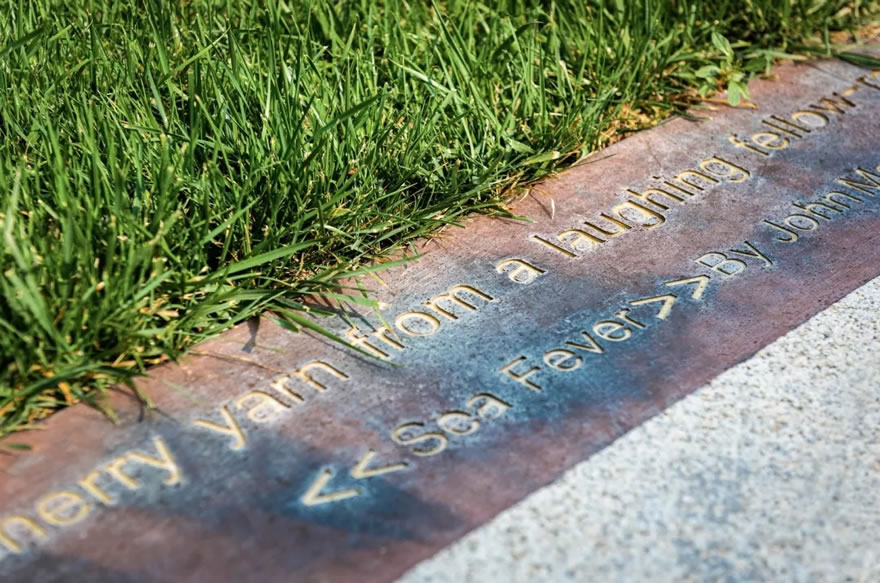 merry yarn from a laughing fellow-
<<Sea Fever>>By John